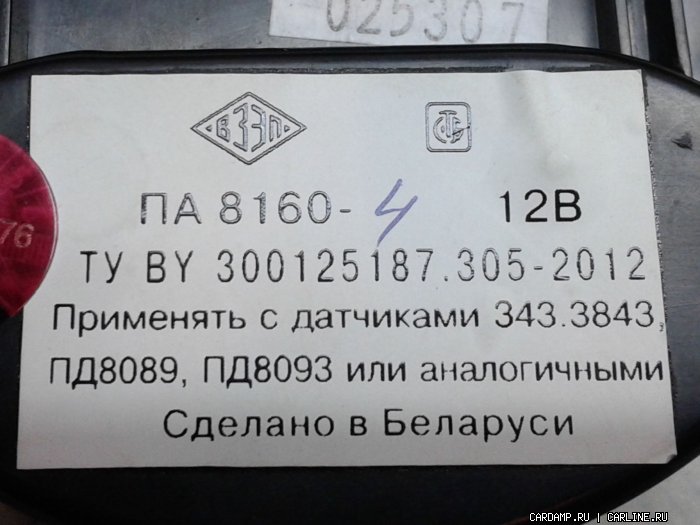 025307
ВЗЭП
ПА 8160-4 12В
76
ТУ BY 300125187.305-2012
Применять с датчиками 343.3843,
ПД8089, ПД8093 или аналогичными
Сделано в Беларуси
CARDAMP.RU | CARLINE.RU